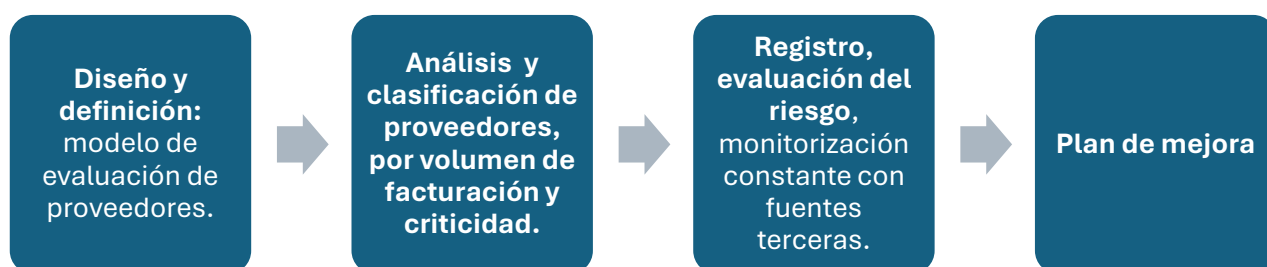 Diseño y
definición:
modelo de
evaluación de
proveedores.
Análisis y
clasificación de
proveedores,
por volumen de
facturación y
criticidad.
Registro,
evaluación del
riesgo,
monitorización
constante con
fuentes
terceras.
Plan de mejora